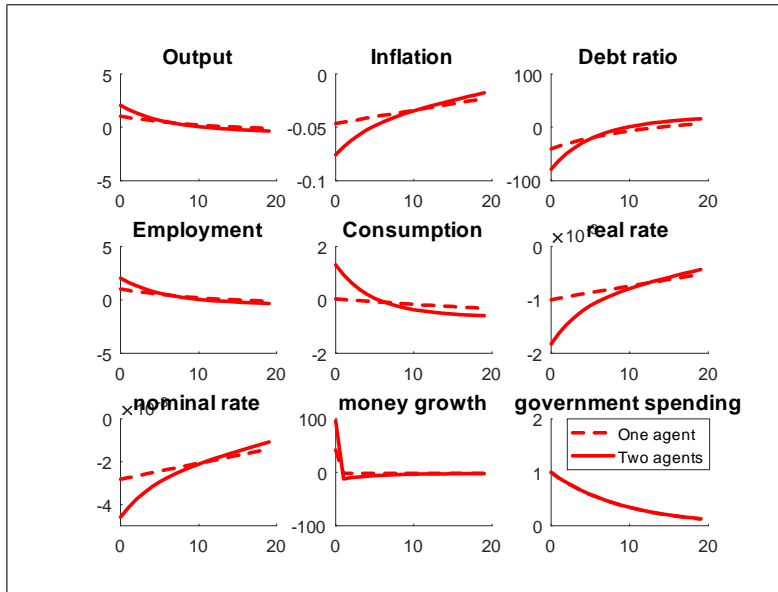 Output
Inflation
Debt ratio
5
0
-5
0 10 20
0
-0.05
-0.1
0 10 20
100
0
-100
0 10 20
Employment
Consumption
real rate
5
0
-5
0 10 20
2
0
-2
0 10 20
×10
0
-1
-2
0 10 20
nominal rate
money growth
government spending
×10⁻³
0
-2
-4
0 10 20
100
0
-100
0 10 20
2
1
0
0 10 20
One agent
Two agents